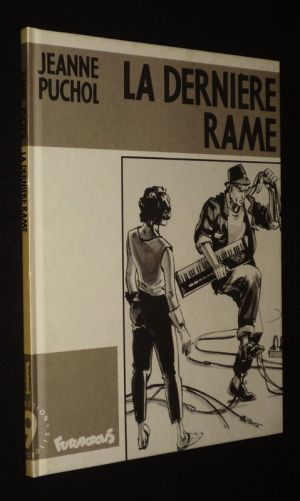 JEANNE
PUCHOL
LA DERNIERE
RAME
JEANNE PUCHOL LA DERNIERE RAME
FUTUROPOLIS